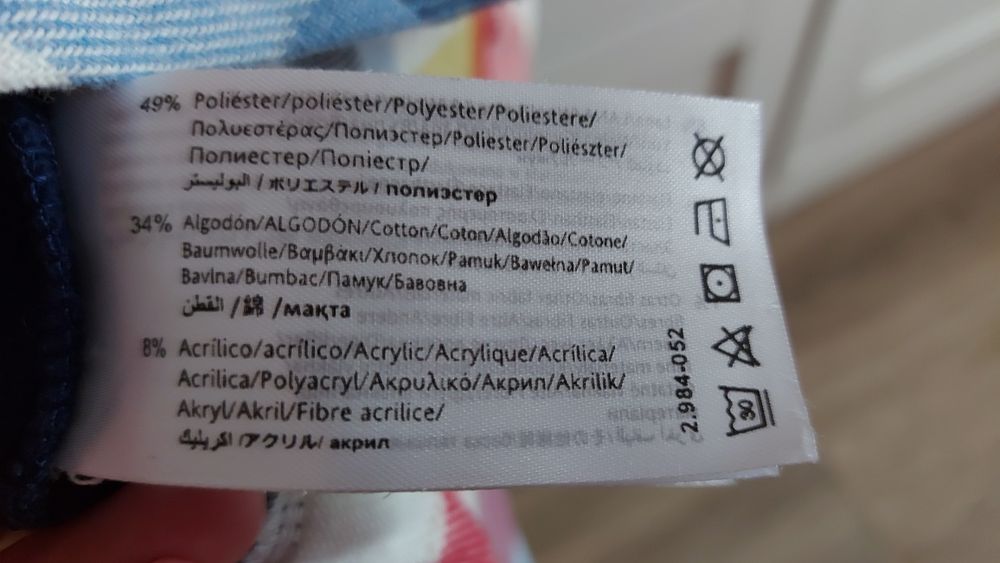 49% Poliéster/poliéster/Polyester/Poliestere/
Πολυεστέρας/Полиэстер/Poliester/Poliészter/
Полиестер/Поліестр/
البوليستر / ポリエステル / полиэстер
34% Algodón/ALGODÓN/Cotton/Coton/Algodão/Cotone/
Baumwolle/Βαμβάκι/Хлопок/Pamuk/Bawełna/Pamut/
Bavlna/Bumbac/Памук/Бавовна
القطن / 綿 /мақта
8% Acrílico/acrílico/Acrylic/Acrylique/Acrílica/
Acrilica/Polyacryl/Ακρυλικό/Акрил/Akrilik/
Akryl/Akril/Fibre acrilice/
اكريليك /アクリル/ акрил
2.984-052
30